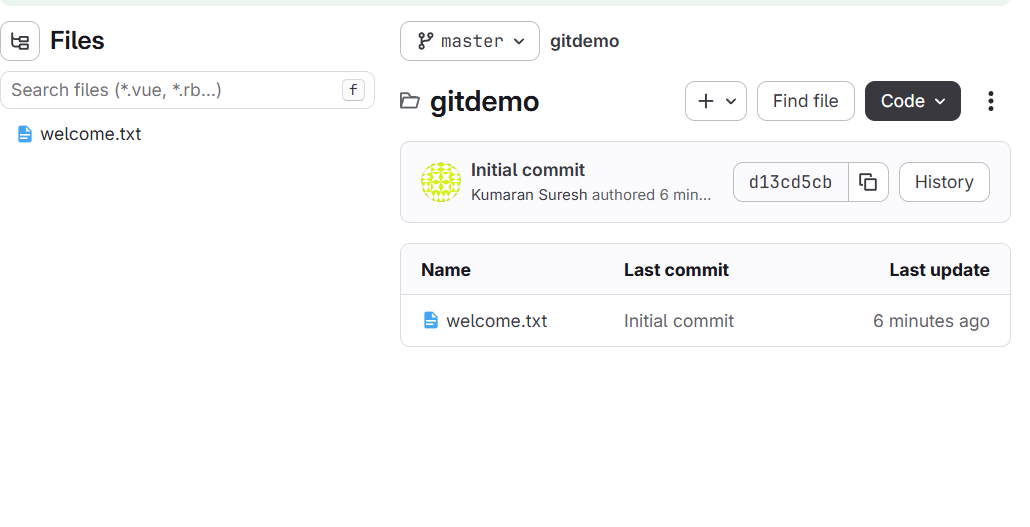 Files
Search files (*.vue, *.rb...)
f
welcome.txt
master
gitdemo
gitdemo
Find file
Code
Initial commit
Kumaran Suresh authored 6 min...
d13cd5cb
History
Name Last commit Last update
welcome.txt Initial commit 6 minutes ago